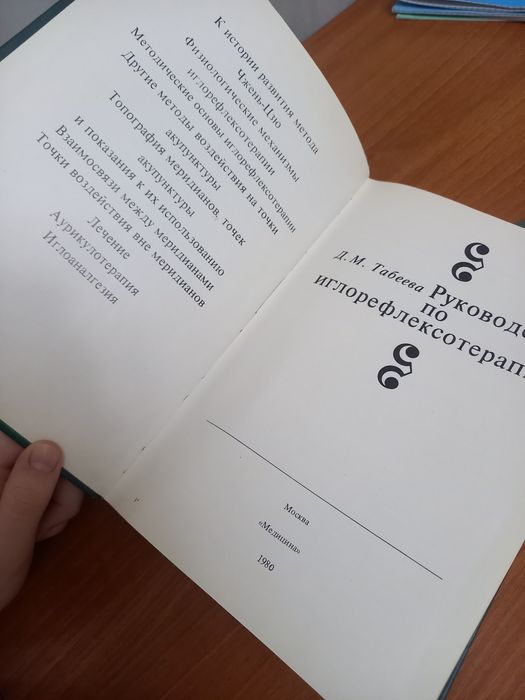 К истории развития метода
Чжень-Цзю
Физиологические механизмы
иглорефлексотерапии
Методические основы иглорефлексотерапии
Другие методы воздействия на точки
акупунктуры
Топография меридианов, точек
акупунктуры
и показания к их использованию
Взаимосвязи между меридианами
Точки воздействия вне меридианов
Лечение
Аурикулотерапия
Иглоаналгезия
Д. М. Табеева
Руководс
по
иглорефлексотерапи
Москва
«Медицина»
1980